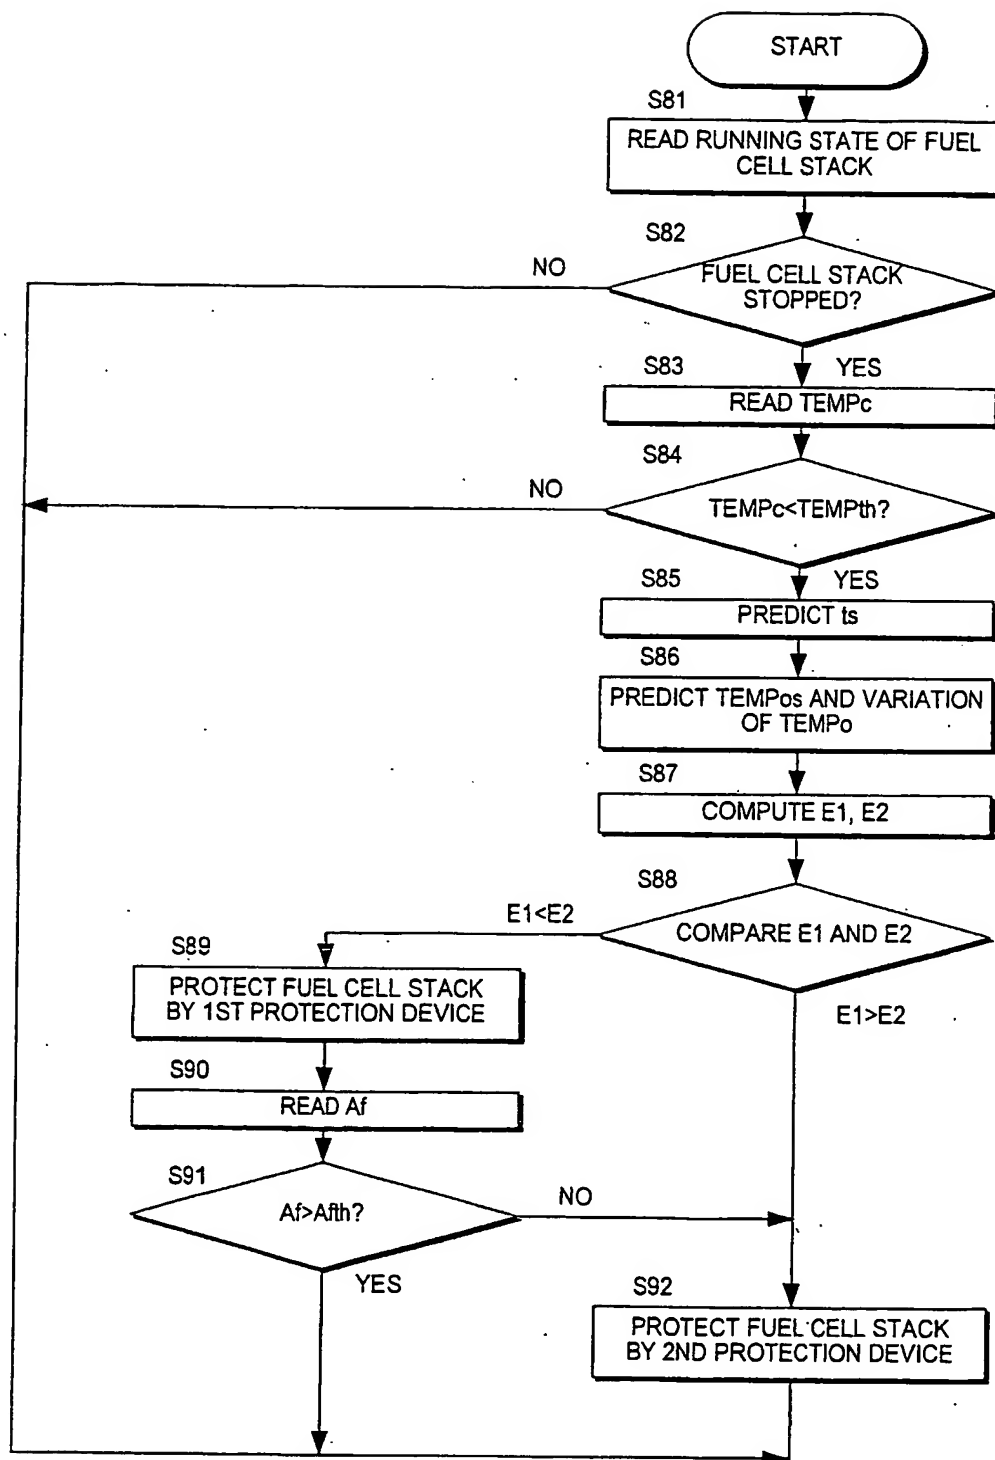 START
S81
READ RUNNING STATE OF FUEL
CELL STACK
S82
NO
FUEL CELL STACK
STOPPED?
YES
S83
READ TEMPc
S84
NO
TEMPc<TEMPth?
YES
S85
PREDICT ts
S86
PREDICT TEMPos AND VARIATION
OF TEMPo
S87
COMPUTE E1, E2
S88
E1<E2
COMPARE E1 AND E2
E1>E2
S89
PROTECT FUEL CELL STACK
BY 1ST PROTECTION DEVICE
S90
READ Af
S91
Af>Afth?
NO
YES
S92
PROTECT FUEL CELL STACK
BY 2ND PROTECTION DEVICE